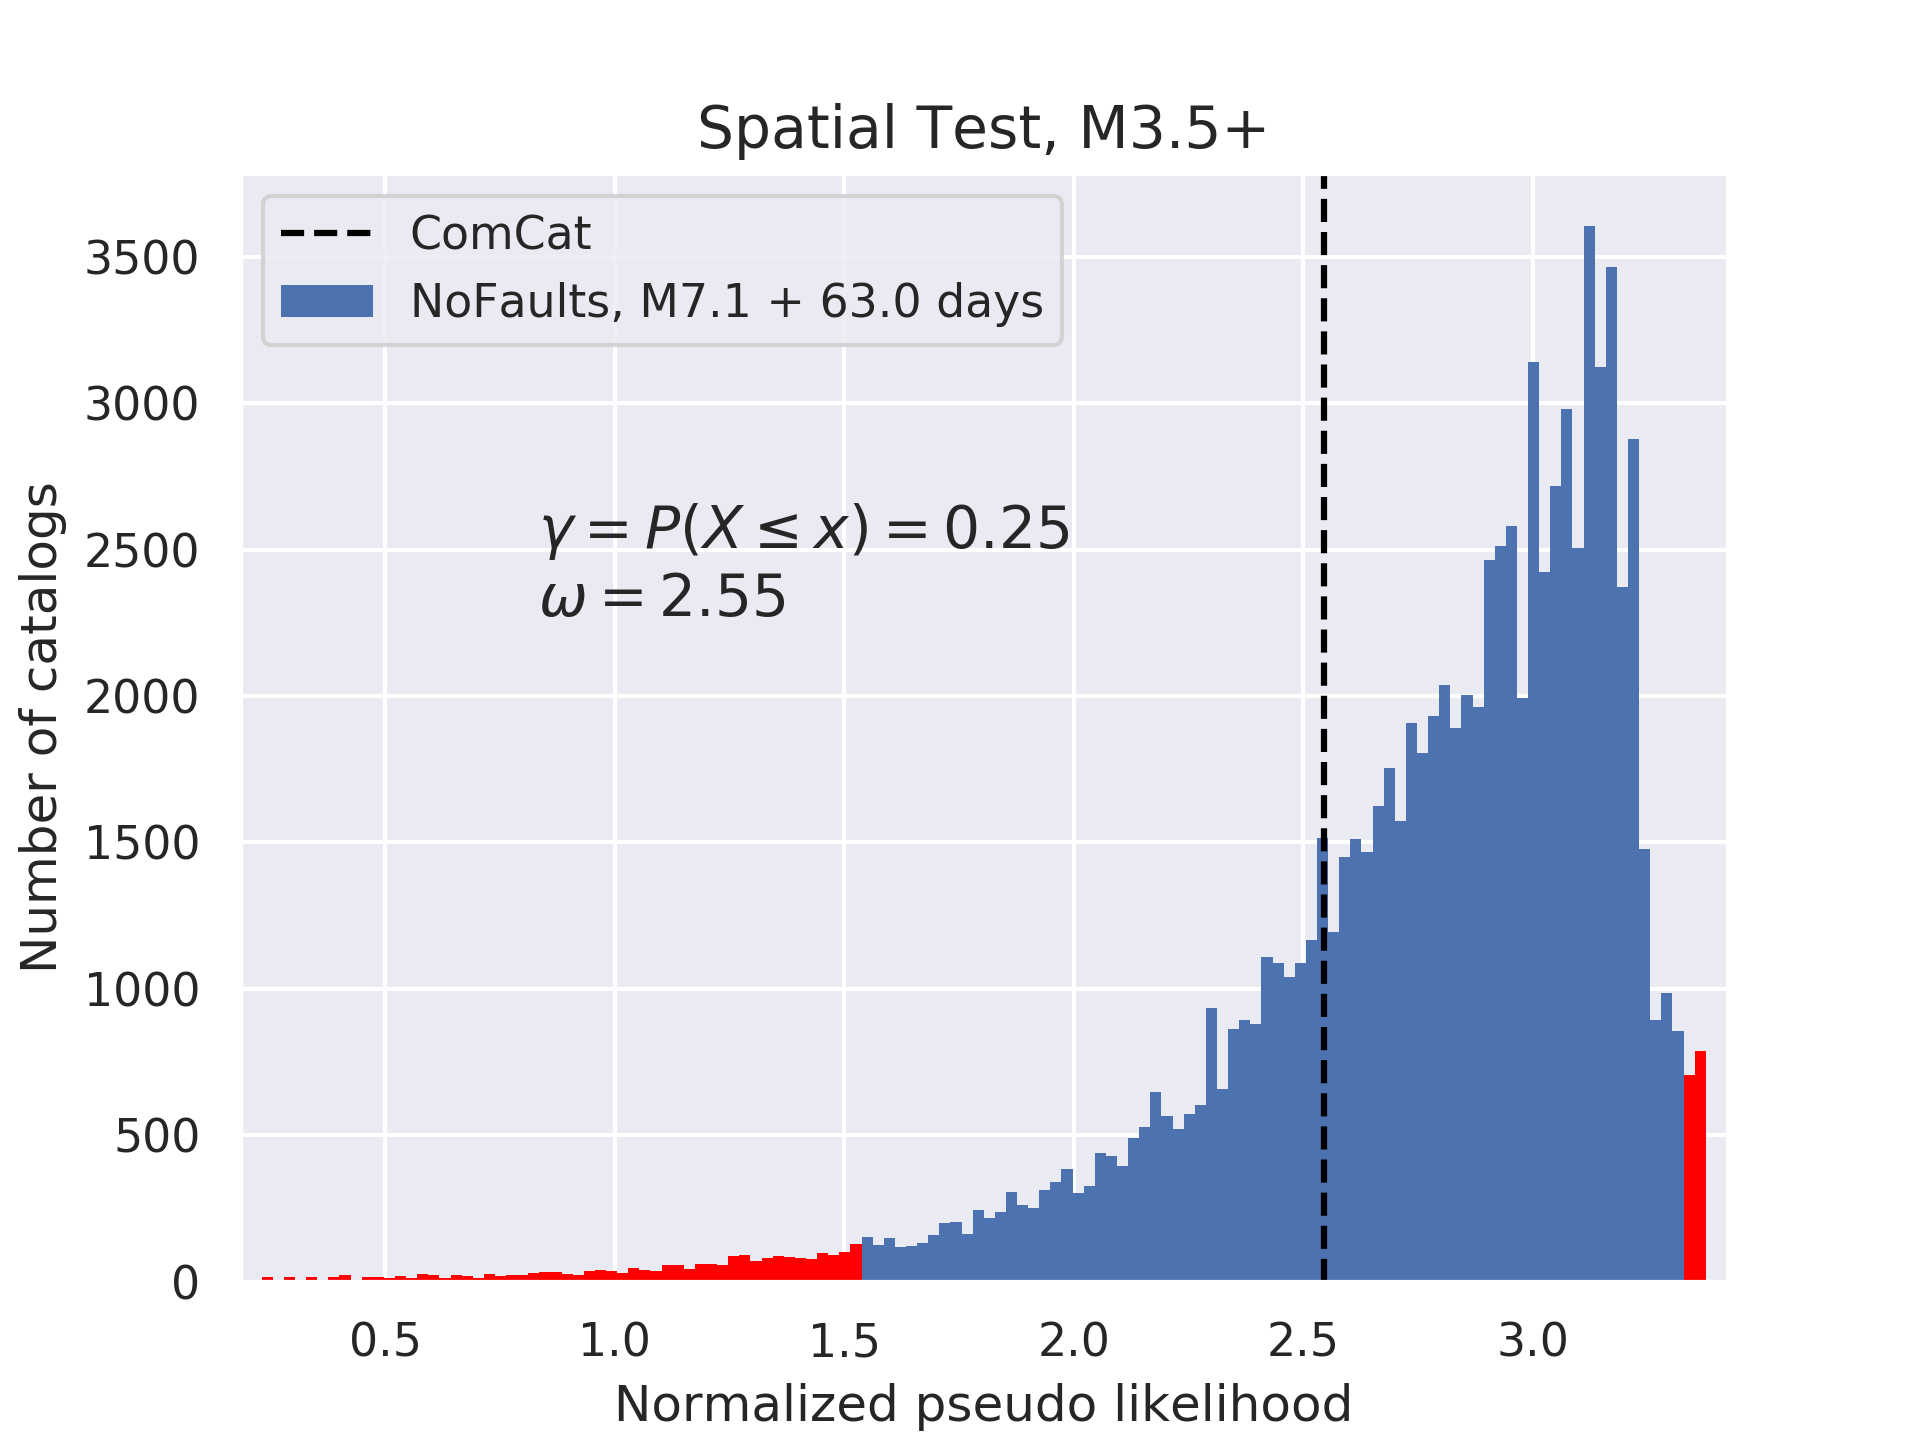 Spatial Test, M3.5+
ComCat
NoFaults, M7.1 + 63.0 days
γ = P(X ≤ x) = 0.25
ω = 2.55
Number of catalogs
3500
3000
2500
2000
1500
1000
500
0
0.5 1.0 1.5 2.0 2.5 3.0
Normalized pseudo likelihood